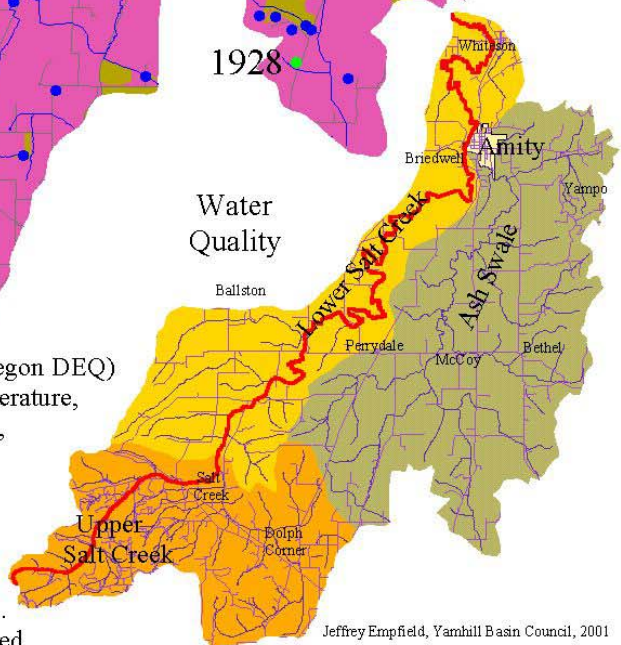 1928
Whiteson
Amity
Briedwell
Yampo
Water
Quality
Lower Salt Creek
Ash Swale
Ballston
Perrydale
McCoy
Bethel
egon DEQ)
erature,
,
Salt
Creek
Upper
Salt Creek
Dolph
Corner
.
ed
Jeffrey Empfield, Yamhill Basin Council, 2001